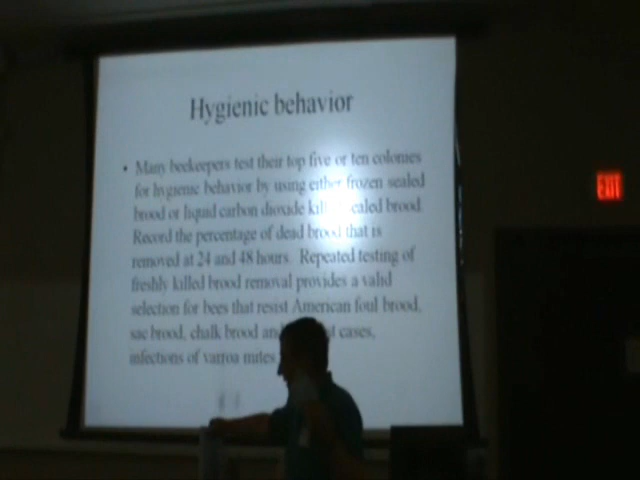 Hygienic behavior
• Many beekeepers test their top five or ten colonies
for hygienic behavior by using either frozen sealed
brood or liquid carbon dioxide sealed brood.
Record the percentage of dead brood that is
removed at 24 and 48 hours. Repeated testing of
freshly killed brood removal provides a valid
selection for bees that resist American foul brood,
sac brood, chalk brood and cases,
infections of varroa mites
EXIT